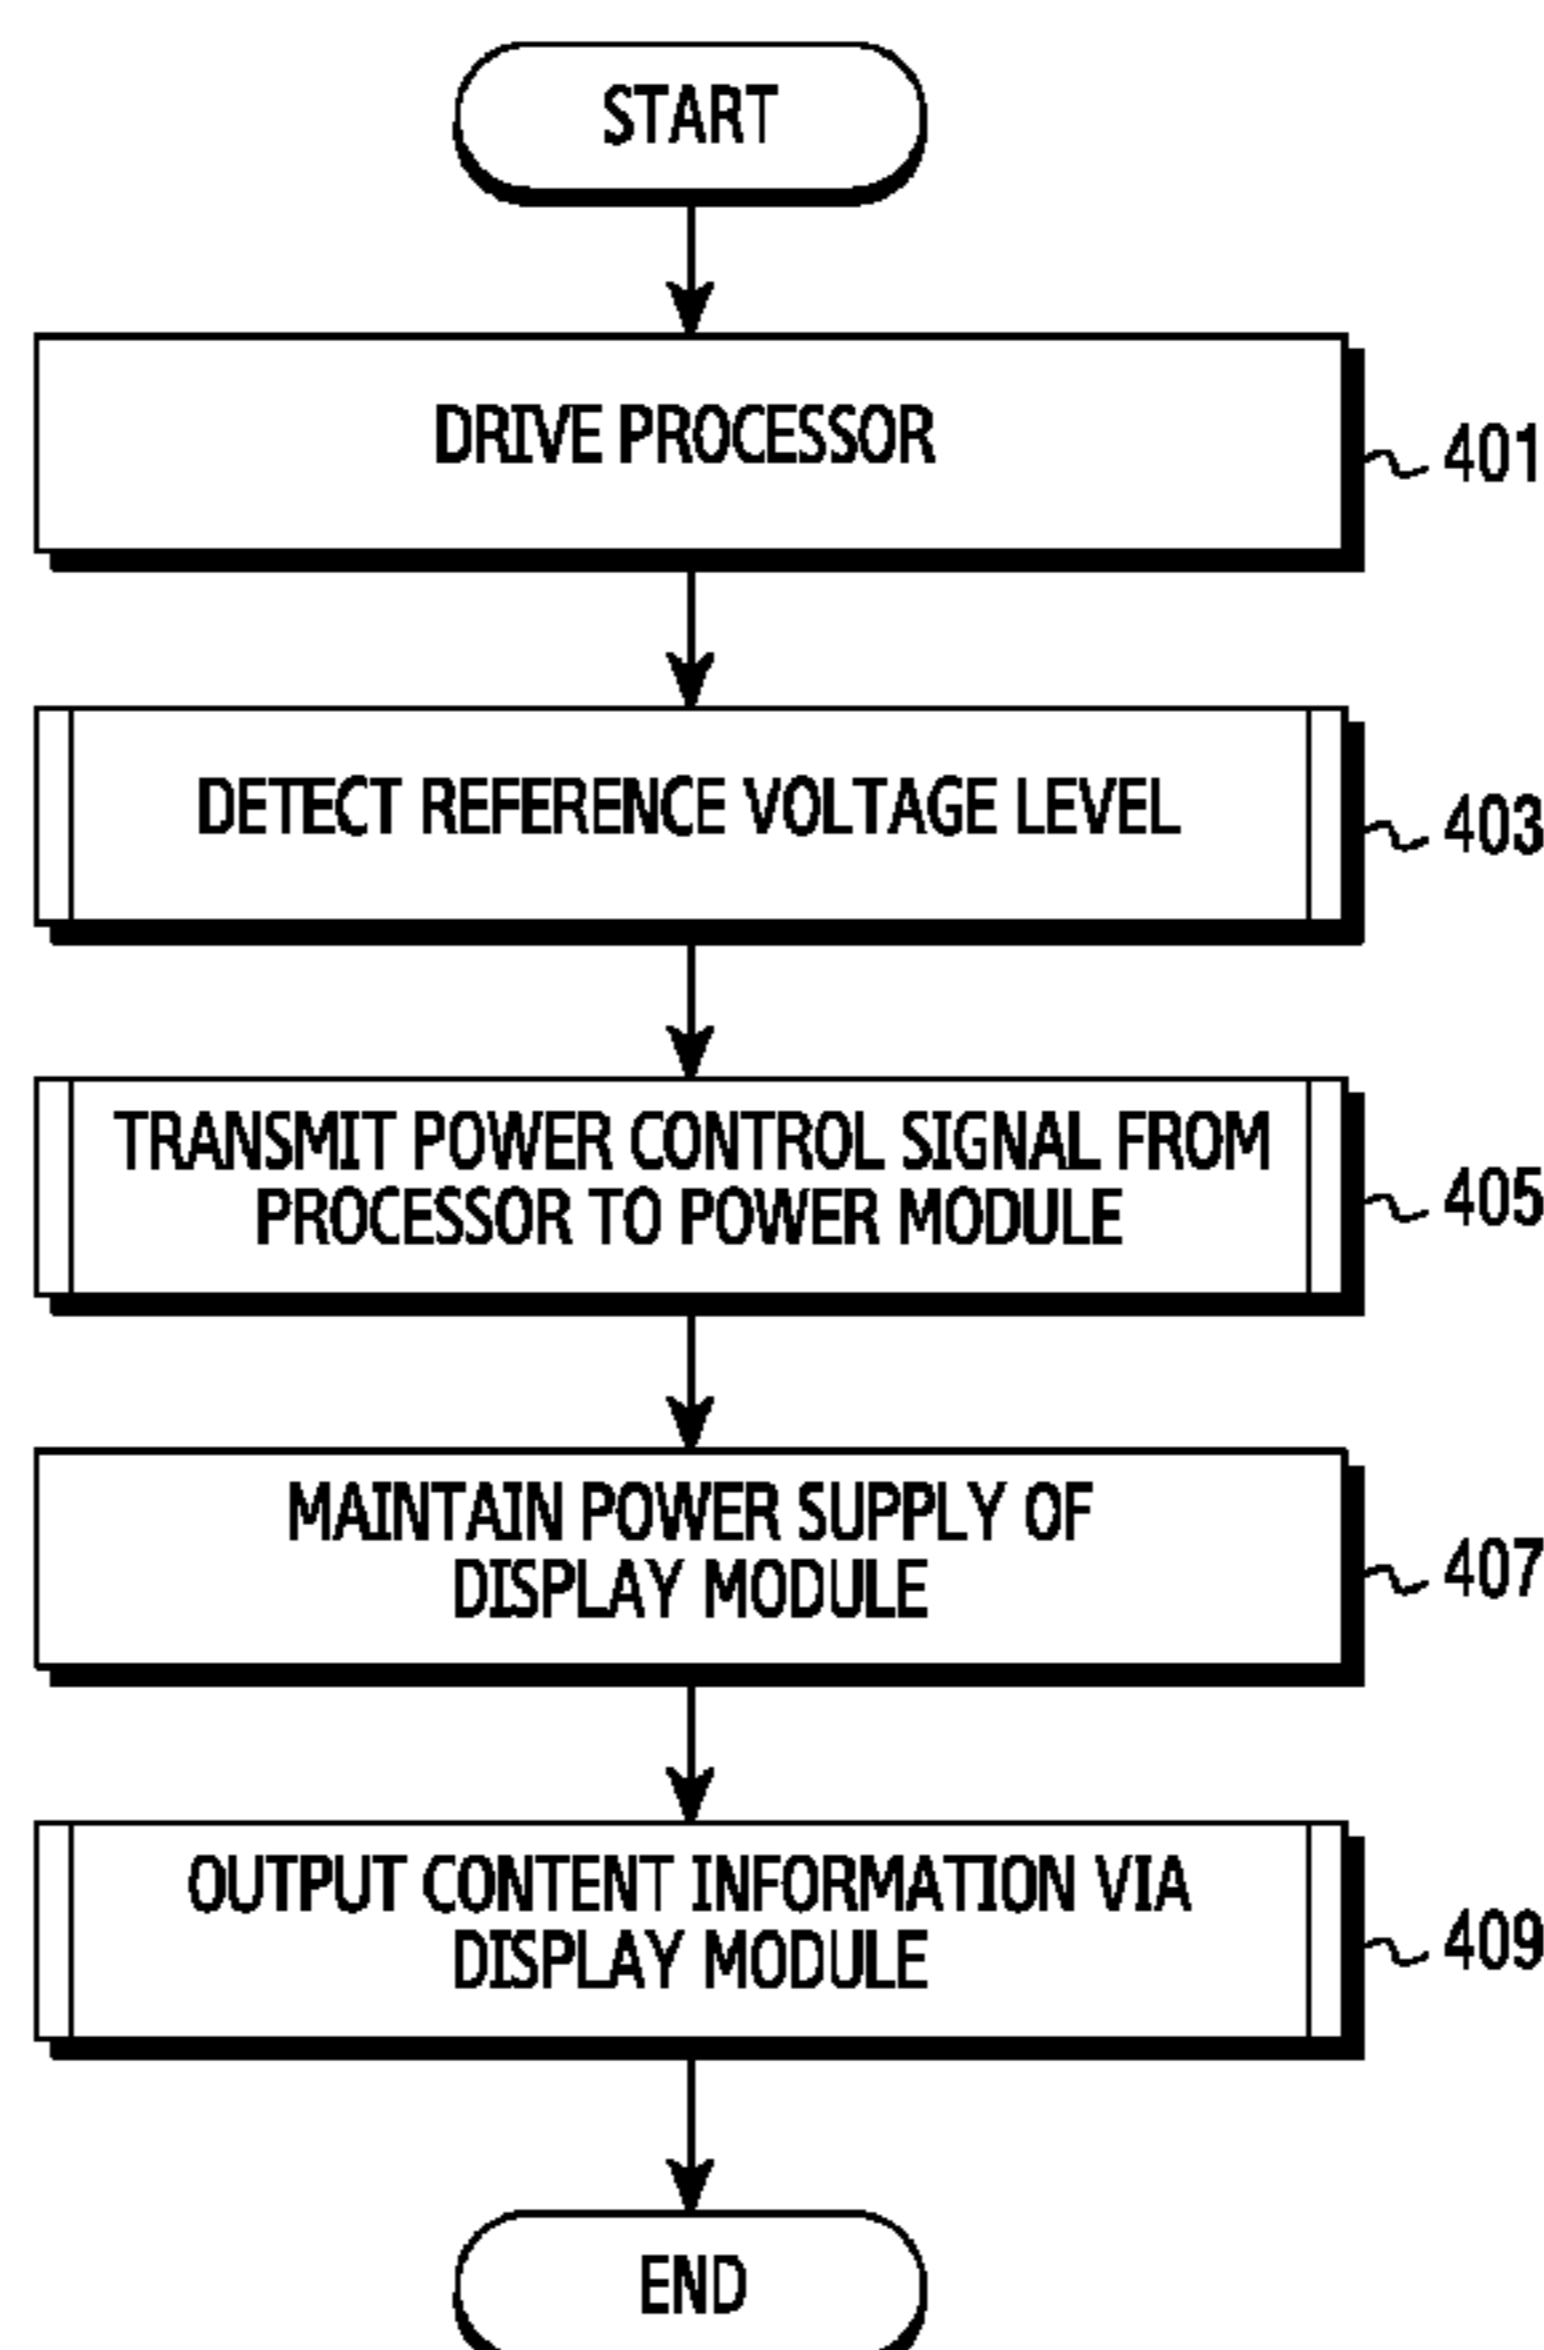 START
DRIVE PROCESSOR
401
DETECT REFERENCE VOLTAGE LEVEL
403
TRANSMIT POWER CONTROL SIGNAL FROM
PROCESSOR TO POWER MODULE
405
MAINTAIN POWER SUPPLY OF
DISPLAY MODULE
407
OUTPUT CONTENT INFORMATION VIA
DISPLAY MODULE
409
END